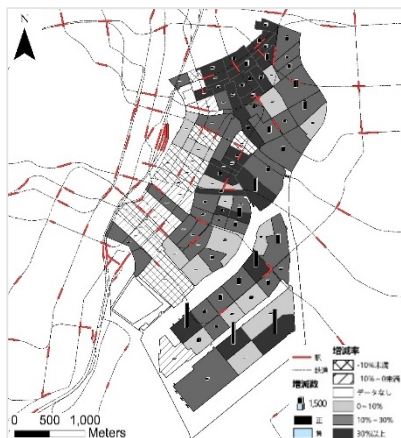 N
駅
鉄道
増減数
1,500
正
負
増減率
-10%未満
-10%~0未満
データなし
0~10%
10%~30%
30%以上
0 500 1,000
Meters